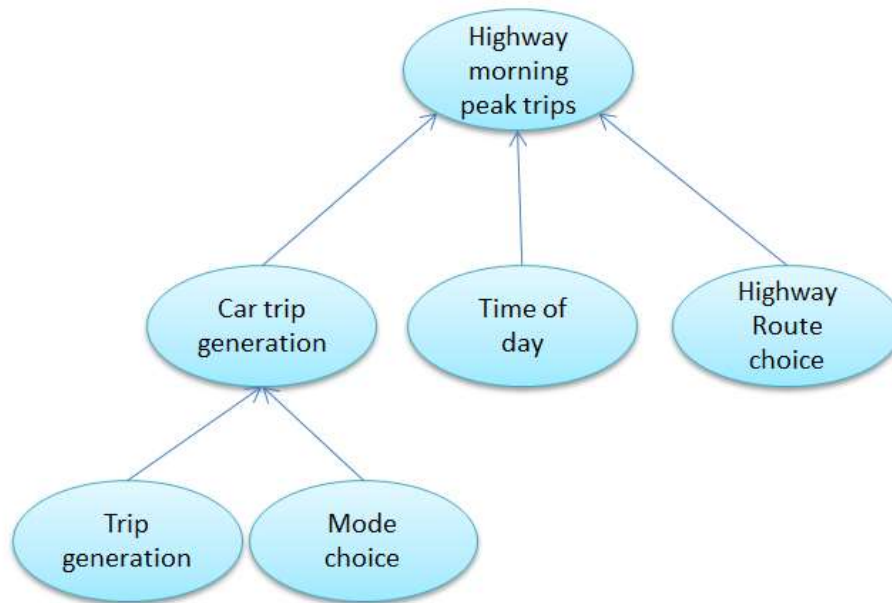 Highway
morning
peak trips
Car trip
generation
Time of
day
Highway
Route
choice
Trip
generation
Mode
choice